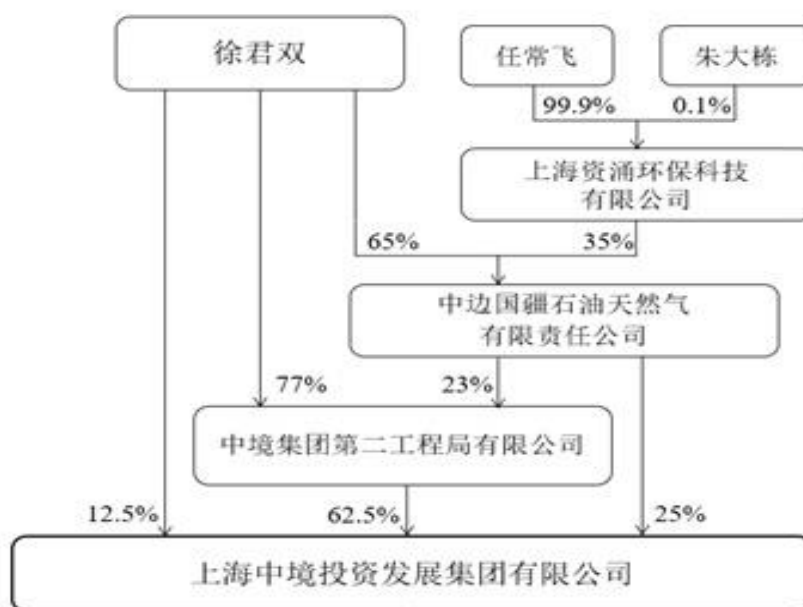 徐君双
任常飞
朱大栋
99.9%
0.1%
上海资涌环保科技
有限公司
65%
35%
中边国疆石油天然气
有限责任公司
77%
23%
中境集团第二工程局有限公司
12.5%
62.5%
25%
上海中境投资发展集团有限公司